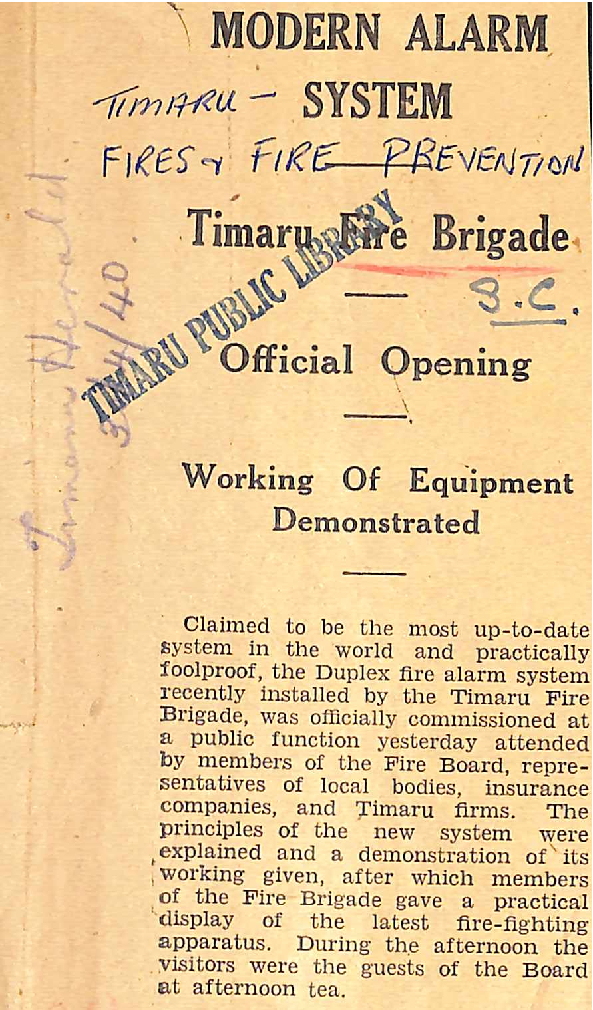 MODERN ALARM
SYSTEM
TIMARU —
FIRES & FIRE PREVENTION
Timaru Fire Brigade
S.C.
TIMARU PUBLIC LIBRARY
Timaru Herald.
3/4/40
Official Opening
Working Of Equipment
Demonstrated
Claimed to be the most up-to-date
system in the world and practically
foolproof, the Duplex fire alarm system
recently installed by the Timaru Fire
Brigade, was officially commissioned at
a public function yesterday attended
by members of the Fire Board, repre-
sentatives of local bodies, insurance
companies, and Timaru firms. The
principles of the new system were
explained and a demonstration of its
working given, after which members
of the Fire Brigade gave a practical
display of the latest fire-fighting
apparatus. During the afternoon the
visitors were the guests of the Board
at afternoon tea.